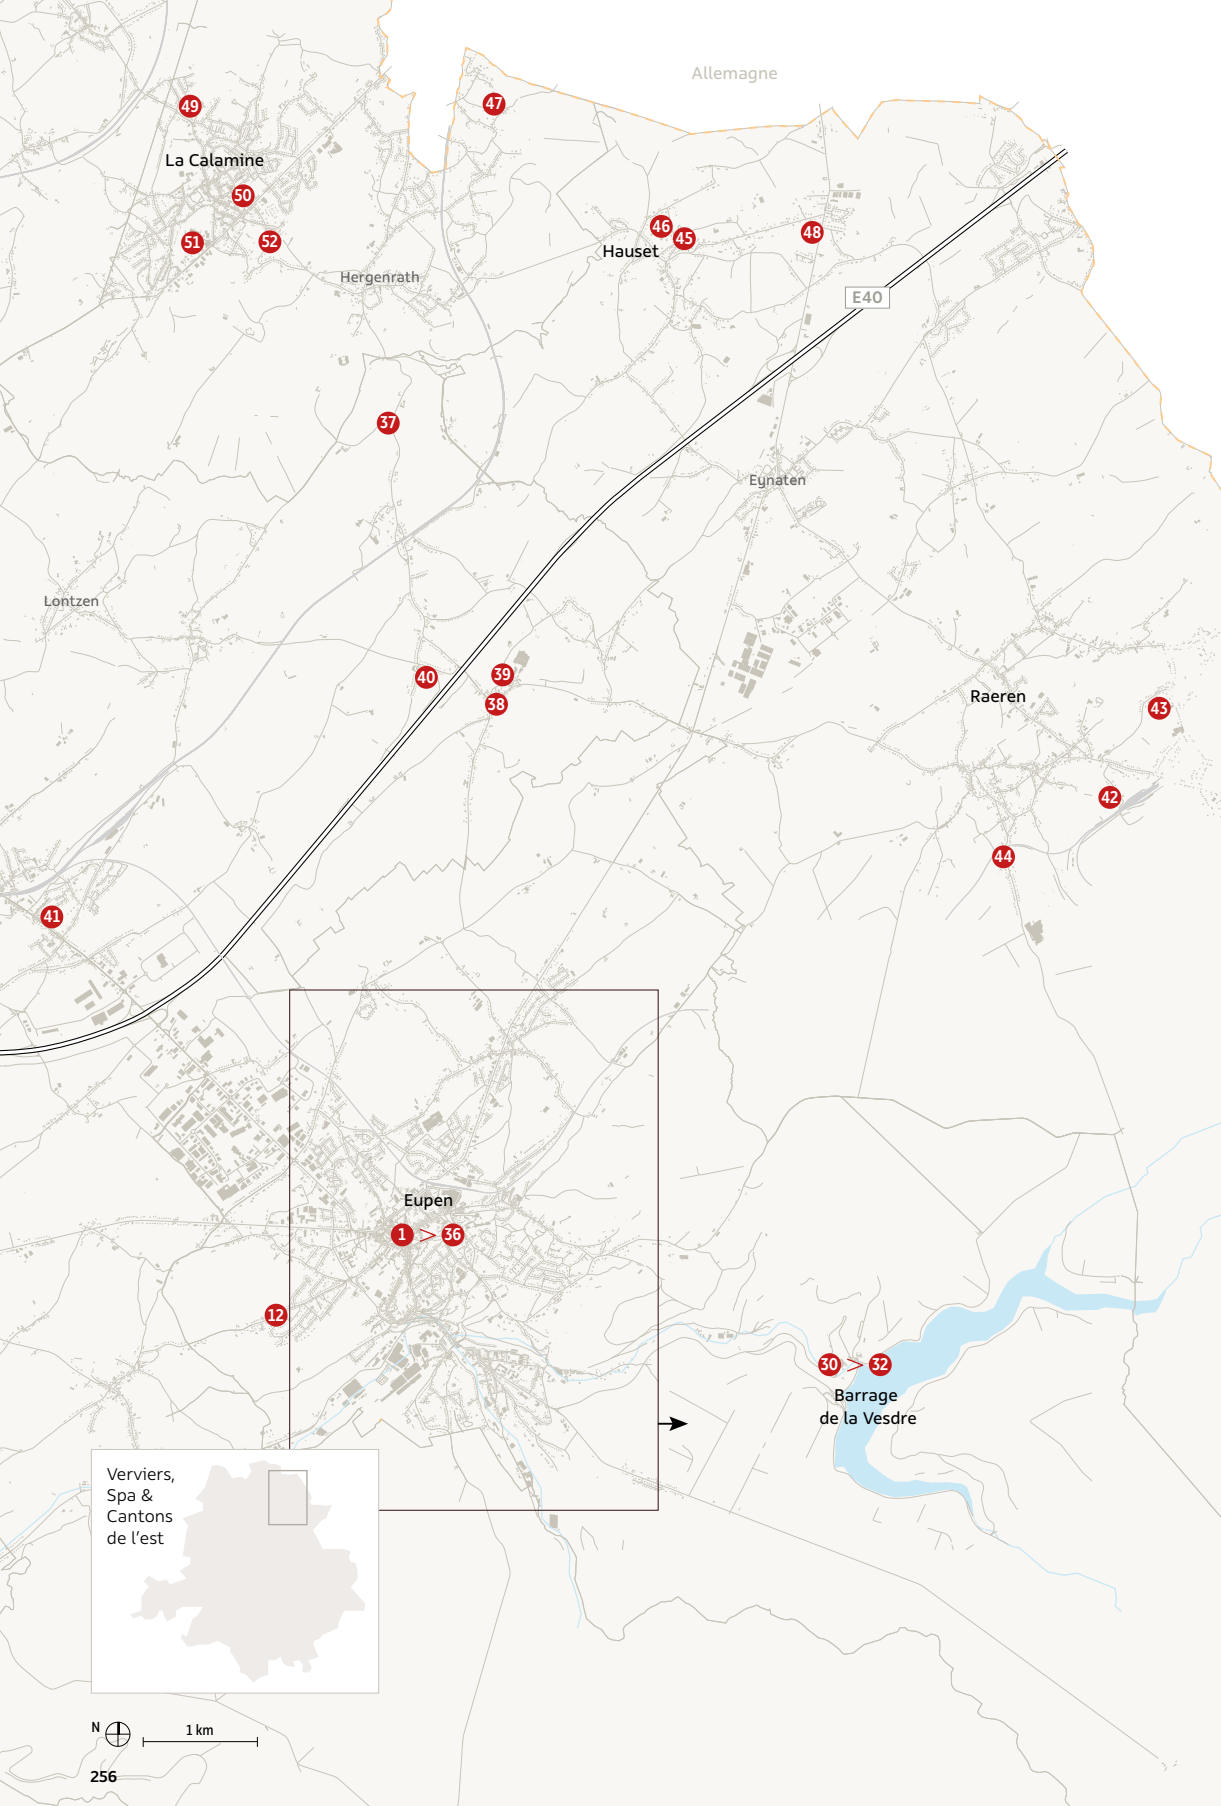 Allemagne
47
49
La Calamine
50
51
52
46
45
48
Hauset
Hergenrath
E40
37
Eynaten
Lontzen
40
39
38
Raeren
43
42
44
41
Eupen
1 > 36
12
30 > 32
Barrage
de la Vesdre
Verviers,
Spa &
Cantons
de l’est
N
1 km
256